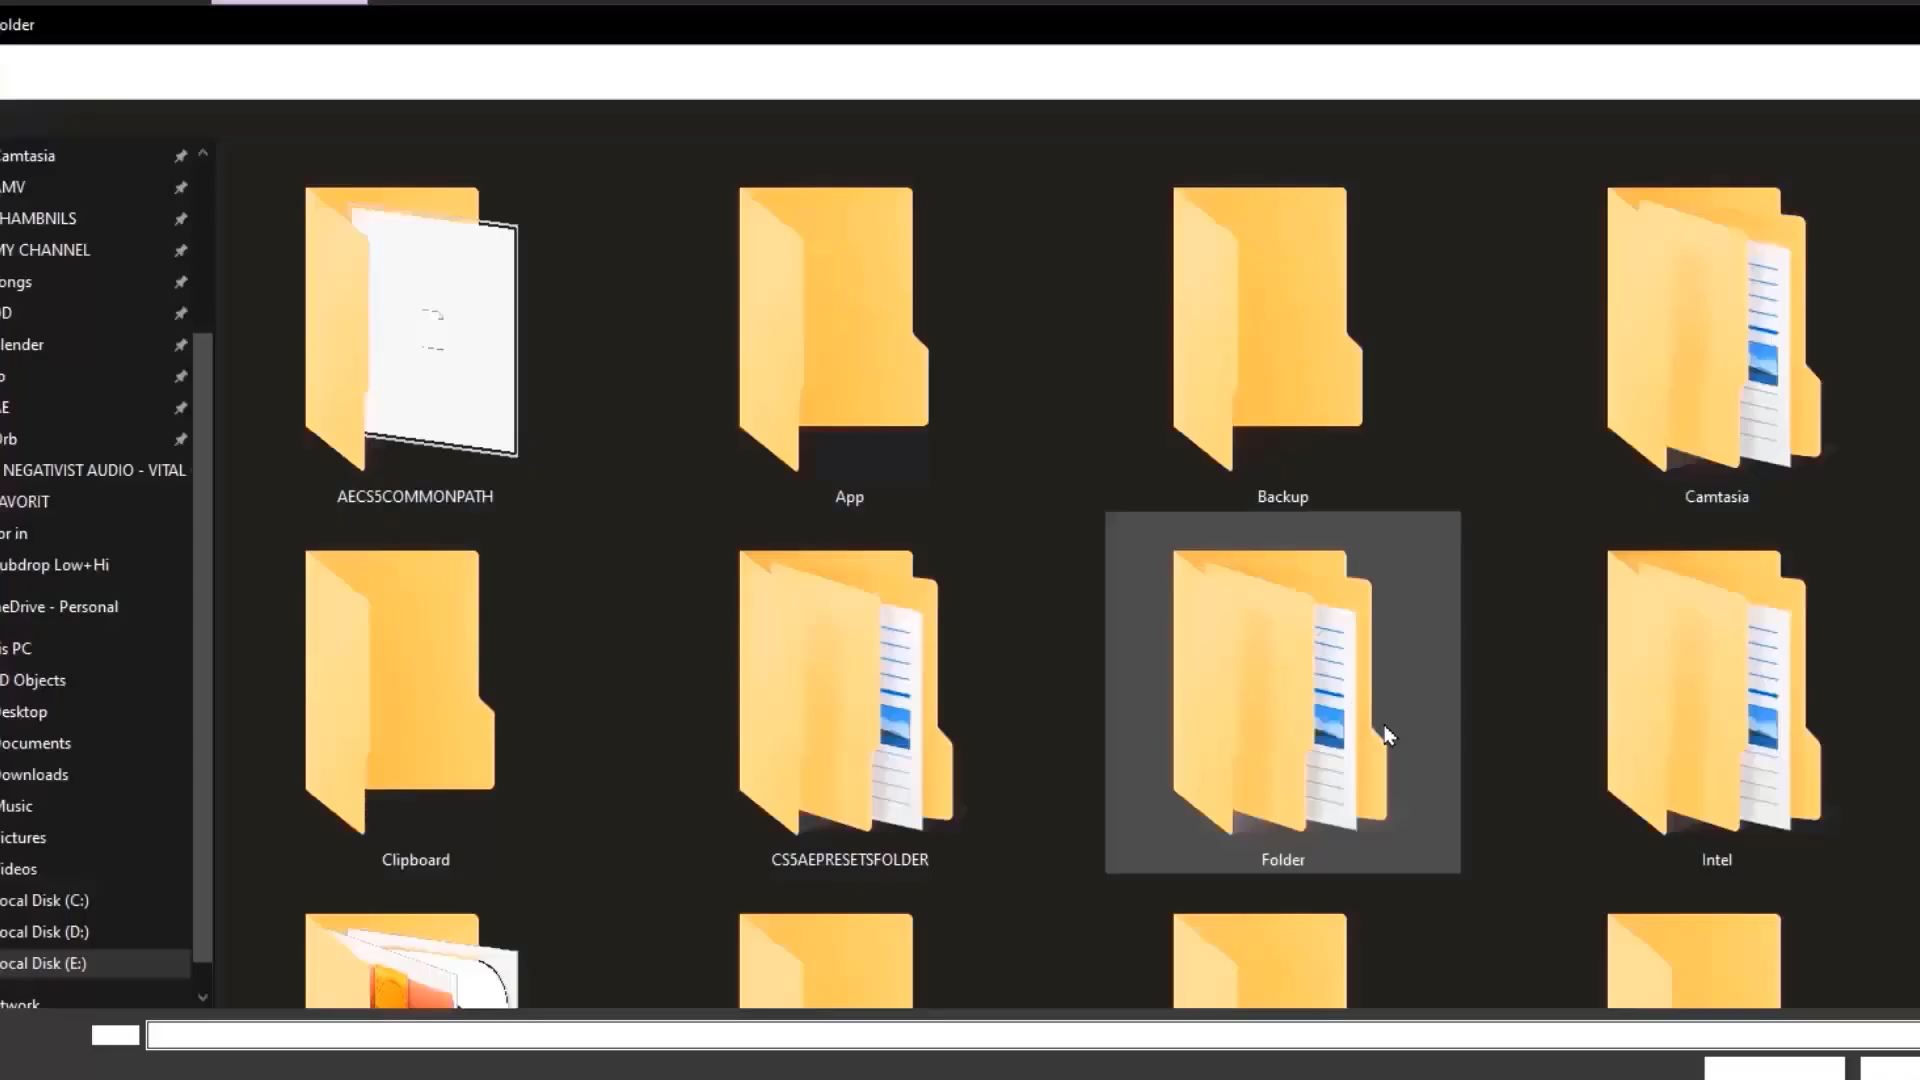 older
amtasia
MV
HAMBNILS
MY CHANNEL
ongs
D
lender
o
E
rb
NEGATIVIST AUDIO - VITAL
AVORIT
or in
ubdrop Low+Hi
eDrive - Personal
is PC
D Objects
esktop
ocuments
ownloads
Music
ictures
ideos
ocal Disk (C:)
ocal Disk (D:)
ocal Disk (E:)
twork
AECS5COMMONPATH
App
Backup
Camtasia
Clipboard
CS5AEPRESETSFOLDER
Folder
Intel